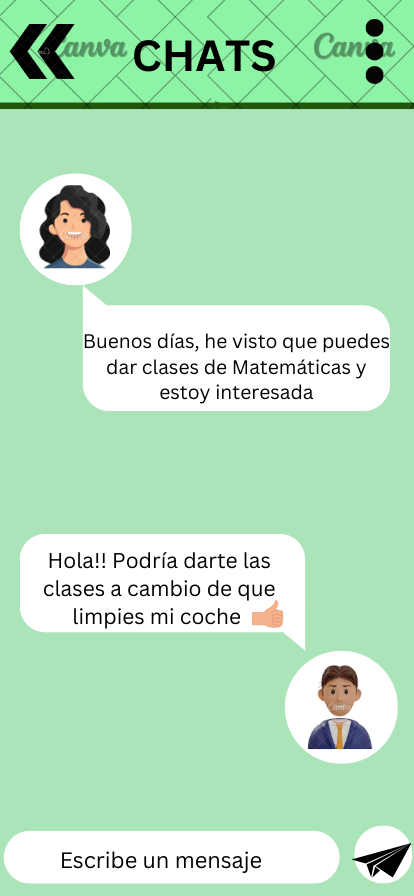 Canva CHATS Canva
Buenos días, he visto que puedes
dar clases de Matemáticas y
estoy interesada
Hola!! Podría darte las
clases a cambio de que
limpies mi coche
Canva
Escribe un mensaje